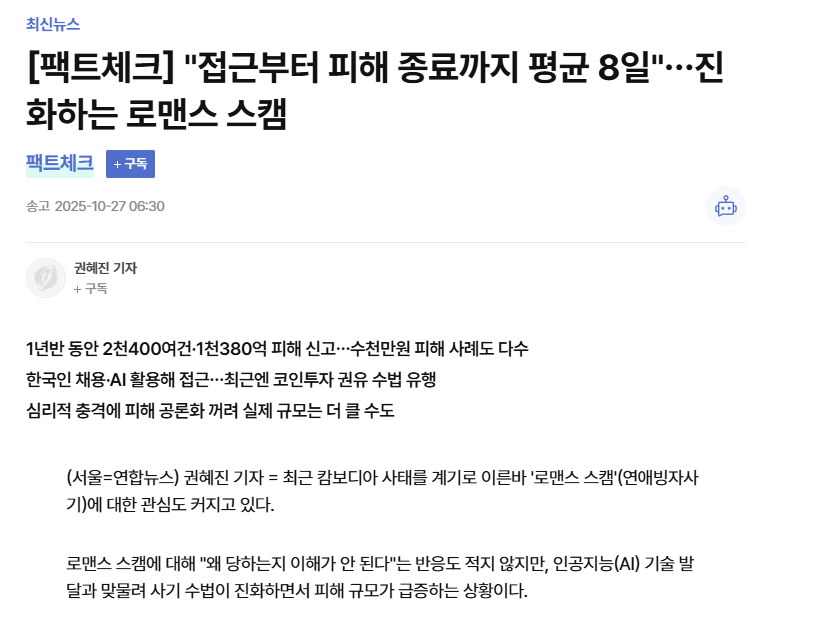 최신뉴스
[팩트체크] "접근부터 피해 종료까지 평균 8일"…진
화하는 로맨스 스캠
팩트체크 + 구독
송고 2025-10-27 06:30
권혜진 기자
+ 구독
1년반 동안 2천400여건·1천380억 피해 신고…수천만원 피해 사례도 다수
한국인 채용·AI 활용해 접근…최근엔 코인투자 권유 수법 유행
심리적 충격에 피해 공론화 꺼려 실제 규모는 더 클 수도
(서울=연합뉴스) 권혜진 기자 = 최근 캄보디아 사태를 계기로 이른바 '로맨스 스캠'(연애빙자사
기)에 대한 관심도 커지고 있다.
로맨스 스캠에 대해 "왜 당하는지 이해가 안 된다"는 반응도 적지 않지만, 인공지능(AI) 기술 발
달과 맞물려 사기 수법이 진화하면서 피해 규모가 급증하는 상황이다.